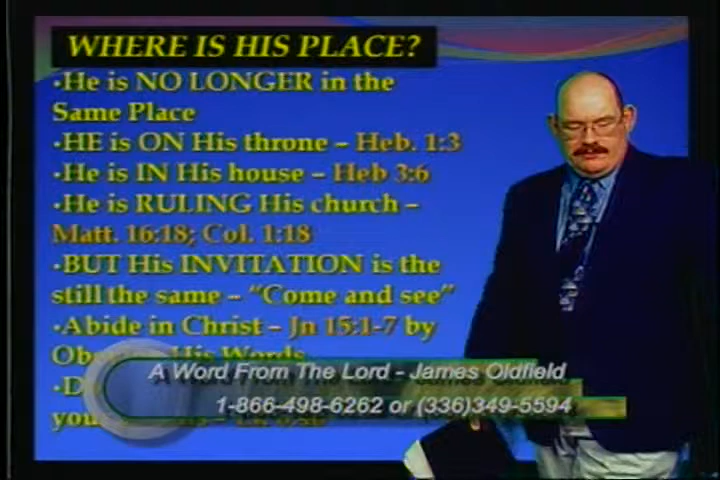 WHERE IS HIS PLACE?
•He is NO LONGER in the
Same Place
•HE is ON His throne – Heb. 1:3
•He is IN His house – Heb 3:6
•He is RULING His church –
Matt. 16:18; Col. 1:18
•BUT His INVITATION is the
still the same – “Come and see”
•Abide in Christ – Jn 15:1-7 by
His Words
A Word From The Lord - James Oldfield
1-866-498-6262 or (336)349-5594